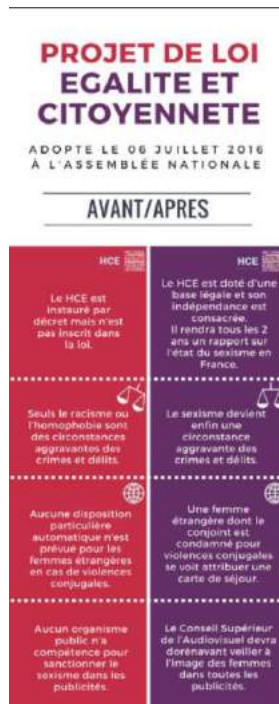 PROJET DE LOI
EGALITE ET
CITOYENNETE
ADOPTE LE 06 JUILLET 2016
À L'ASSEMBLÉE NATIONALE
AVANT/APRES
HCE
Le HCE est
instauré par
décret mais n'est
pas inscrit dans
la loi.
HCE
Le HCE est doté d'une
base légale et son
indépendance est
consacrée.
Il rendra tous les 2
ans un rapport sur
l'état du sexisme en
France.
Seuls le racisme ou
l'homophobie sont
des circonstances
aggravantes des
crimes et délits.
Le sexisme devient
enfin une
circonstance
aggravante des
crimes et délits.
Aucune disposition
particulière
automatique n'est
prévue pour les
femmes étrangères
en cas de violences
conjugales.
Une femme
étrangère dont le
conjoint est
condamné pour
violences conjugales
se voit attribuer une
carte de séjour.
Aucun organisme
public n'a
compétence pour
sanctionner le
sexisme dans les
publicités.
Le Conseil Supérieur
de l'Audiovisuel devra
dorénavant veiller à
l'image des femmes
dans toutes les
publicités.